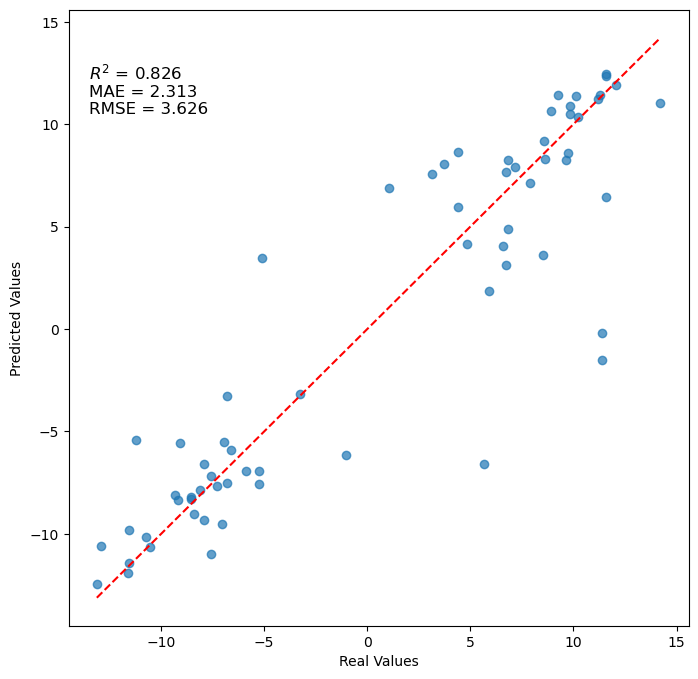 15
R² = 0.826
MAE = 2.313
RMSE = 3.626
10
5
0
−5
−10
−10 −5 0 5 10 15
Predicted Values
Real Values